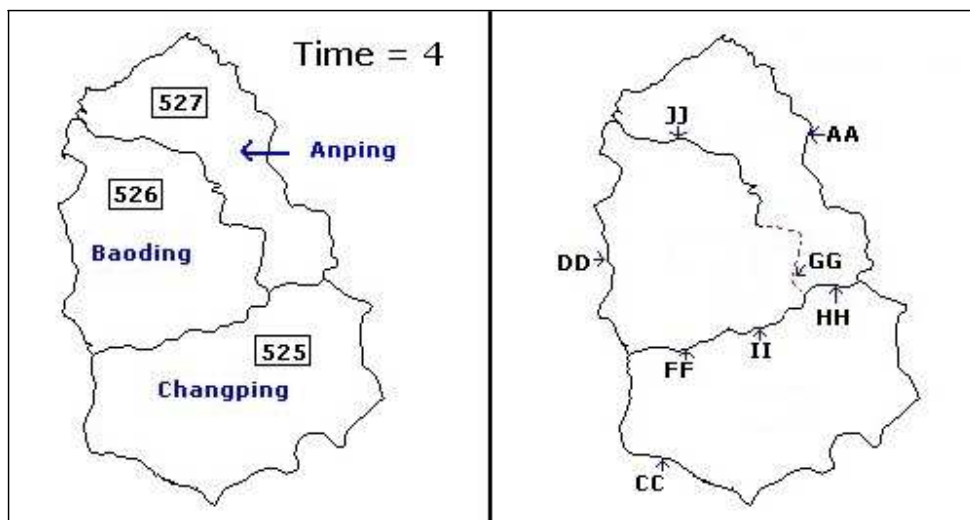 Time = 4
527
Anping
526
Baoding
525
Changping
JJ
AA
DD
GG
HH
II
FF
CC